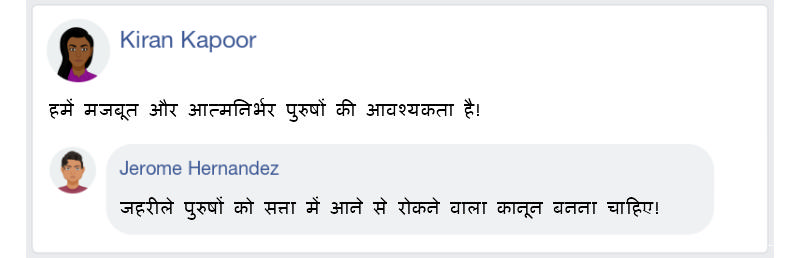 Kiran Kapoor
हमें मजबूत और आत्मनिर्भर पुरुषों की आवश्यकता है!
Jerome Hernandez
जहरीले पुरुषों को सत्ता में आने से रोकने वाला कानून बनना चाहिए!